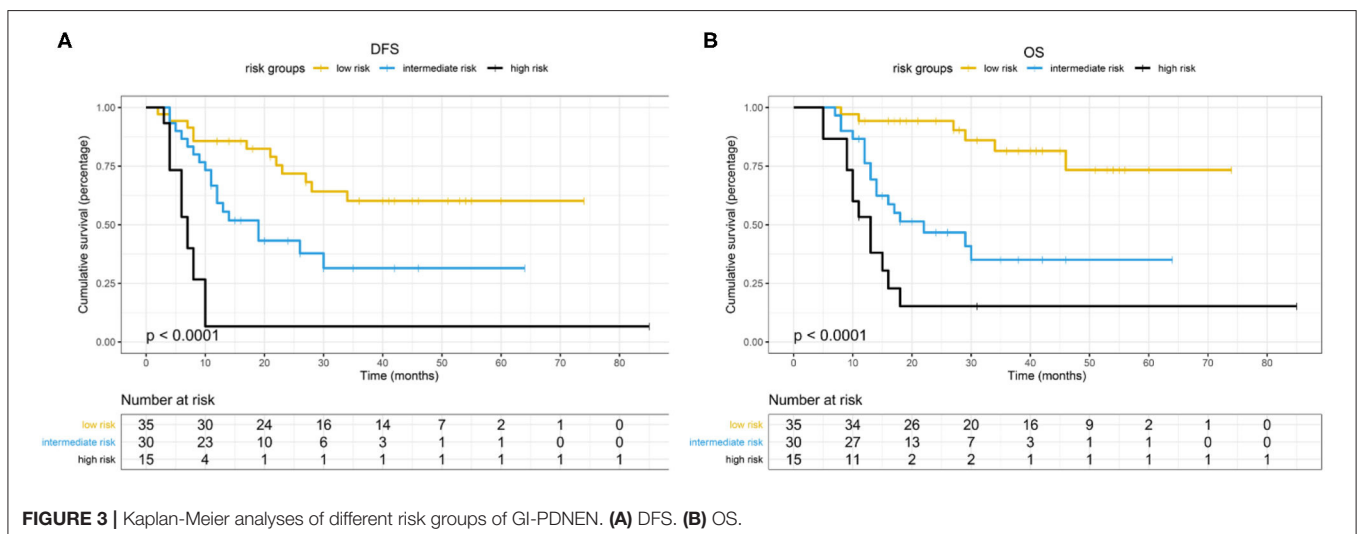 A
DFS
risk groups low risk intermediate risk high risk
Cumulative survival (percentage)
1.00
0.75
0.50
0.25
0.00
p < 0.0001
0 10 20 30 40 50 60 70 80
Time (months)
Number at risk
low risk 35 30 24 16 14 7 2 1 0
intermediate risk 30 23 10 6 3 1 1 0 0
high risk 15 4 1 1 1 1 1 1 1
B
OS
risk groups low risk intermediate risk high risk
Cumulative survival (percentage)
1.00
0.75
0.50
0.25
0.00
p < 0.0001
0 10 20 30 40 50 60 70 80
Time (months)
Number at risk
low risk 35 34 26 20 16 9 2 1 0
intermediate risk 30 27 13 7 3 1 1 0 0
high risk 15 11 2 2 1 1 1 1 1
FIGURE 3 | Kaplan-Meier analyses of different risk groups of GI-PDNEN. (A) DFS. (B) OS.